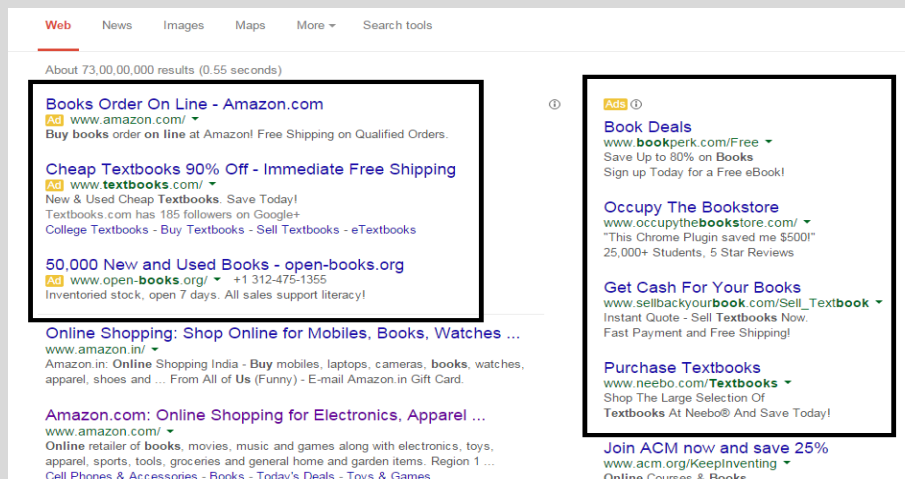 Web News Images Maps More Search tools
About 73,00,00,000 results (0.55 seconds)
Books Order On Line - Amazon.com
Ad www.amazon.com/
Buy books order on line at Amazon! Free Shipping on Qualified Orders.
Cheap Textbooks 90% Off - Immediate Free Shipping
Ad www.textbooks.com/
New & Used Cheap Textbooks. Save Today!
Textbooks.com has 185 followers on Google+
College Textbooks - Buy Textbooks - Sell Textbooks - eTextbooks
50,000 New and Used Books - open-books.org
Ad www.open-books.org/ +1 312-475-1355
Inventoried stock, open 7 days. All sales support literacy!
Online Shopping: Shop Online for Mobiles, Books, Watches ...
www.amazon.in/
Amazon.in: Online Shopping India - Buy mobiles, laptops, cameras, books, watches,
apparel, shoes and ... From All of Us (Funny) - E-mail Amazon.in Gift Card.
Amazon.com: Online Shopping for Electronics, Apparel ...
www.amazon.com/
Online retailer of books, movies, music and games along with electronics, toys,
apparel, sports, tools, groceries and general home and garden items. Region 1 ...
Cell Phones & Accessories - Books - Today's Deals - Toys & Games
Ads
Book Deals
www.bookperk.com/Free
Save Up to 80% on Books
Sign up Today for a Free eBook!
Occupy The Bookstore
www.occupythebookstore.com/
"This Chrome Plugin saved me $500!"
25,000+ Students, 5 Star Reviews
Get Cash For Your Books
www.sellbackyourbook.com/Sell_Textbook
Instant Quote - Sell Textbooks Now.
Fast Payment and Free Shipping!
Purchase Textbooks
www.neebo.com/Textbooks
Shop The Large Selection Of
Textbooks At Neebo® And Save Today!
Join ACM now and save 25%
www.acm.org/KeepInventing
Online Courses & Books